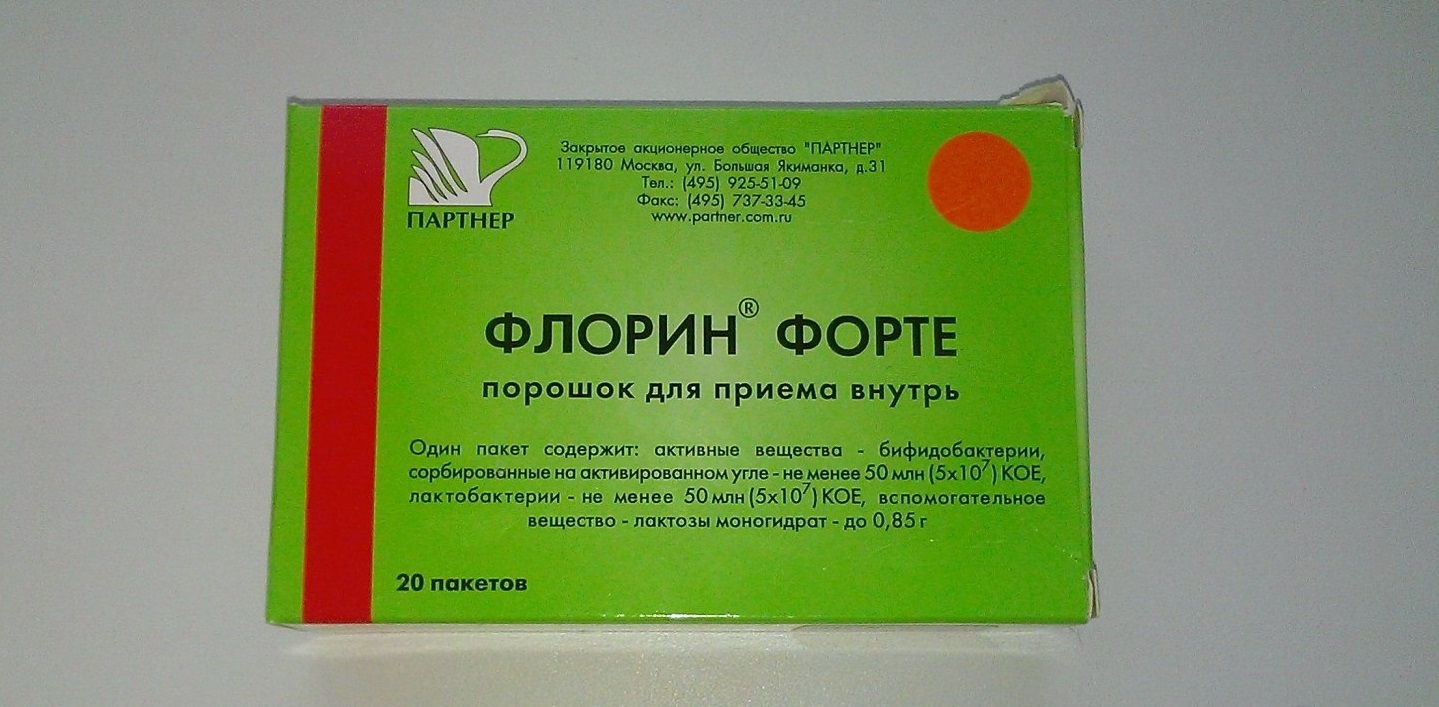 ПАРТНЕР
Закрытое акционерное общество "ПАРТНЕР"
119180 Москва, ул. Большая Якиманка, д.31
Тел.: (495) 925-51-09
Факс: (495) 737-33-45
www.partner.com.ru
ФЛОРИН® ФОРТЕ
порошок для приема внутрь
Один пакет содержит: активные вещества - бифидобактерии,
сорбированные на активированном угле - не менее 50 млн (5x10⁷) КОЕ,
лактобактерии - не менее 50 млн (5x10⁷) КОЕ, вспомогательное
вещество - лактозы моногидрат - до 0,85 г
20 пакетов